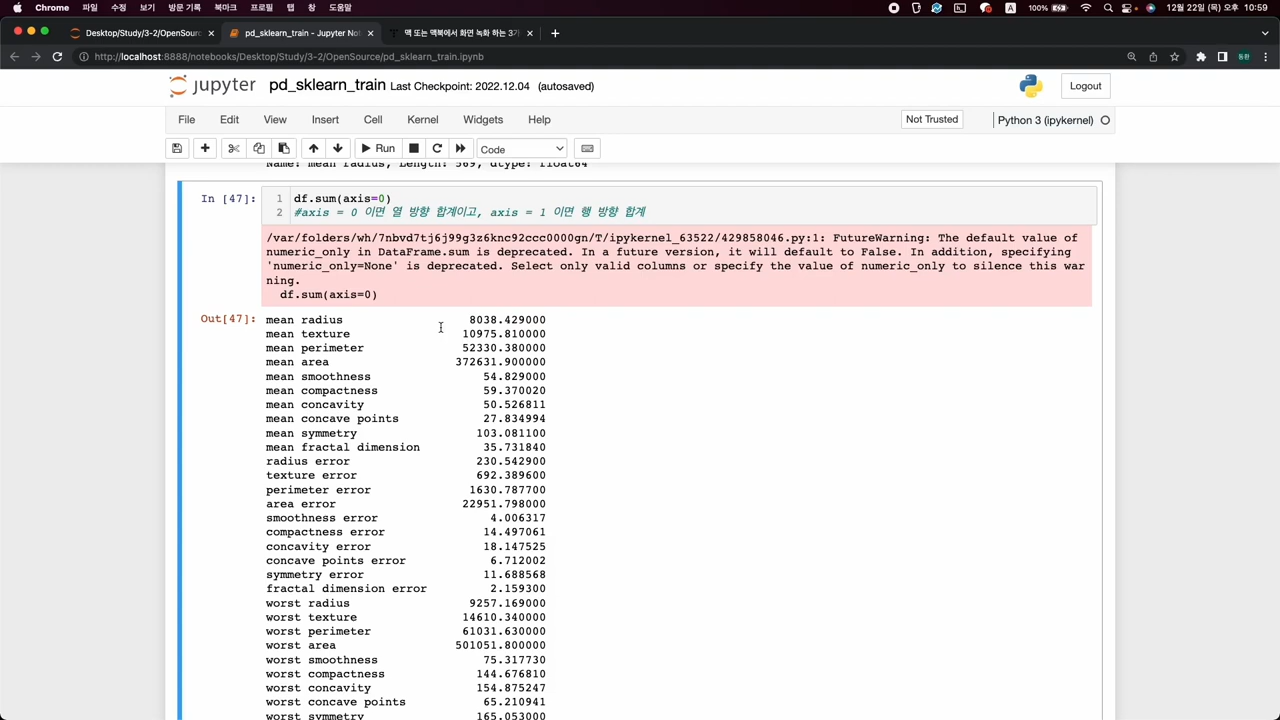 Chrome 파일 수정 보기 방문 기록 북마크 프로필 탭 창 도움말 A 100% 12월 22일 (목) 오후 10:59
Desktop/Study/3-2/OpenSourc × pd_sklearn_train - Jupyter Not × 맥 또는 맥북에서 화면 녹화 하는 3가 × +
http://localhost:8888/notebooks/Desktop/Study/3-2/OpenSource/pd_sklearn_train.ipynb 동환
jupyter pd_sklearn_train Last Checkpoint: 2022.12.04 (autosaved) Logout
File Edit View Insert Cell Kernel Widgets Help Not Trusted Python 3 (ipykernel)
Run Code
Name: mean radius, Length: 569, dtype: float64
In [47]: 1 df.sum(axis=0)
2 #axis = 0 이면 열 방향 합계이고, axis = 1 이면 행 방향 합계
/var/folders/wh/7nbvd7tj6j99g3z6knc92ccc0000gn/T/ipykernel_63522/429858046.py:1: FutureWarning: The default value of
numeric_only in DataFrame.sum is deprecated. In a future version, it will default to False. In addition, specifying
'numeric_only=None' is deprecated. Select only valid columns or specify the value of numeric_only to silence this war
ning.
df.sum(axis=0)
Out[47]: mean radius 8038.429000
mean texture 10975.810000
mean perimeter 52330.380000
mean area 372631.900000
mean smoothness 54.829000
mean compactness 59.370020
mean concavity 50.526811
mean concave points 27.834994
mean symmetry 103.081100
mean fractal dimension 35.731840
radius error 230.542900
texture error 692.389600
perimeter error 1630.787700
area error 22951.798000
smoothness error 4.006317
compactness error 14.497061
concavity error 18.147525
concave points error 6.712002
symmetry error 11.688568
fractal dimension error 2.159300
worst radius 9257.169000
worst texture 14610.340000
worst perimeter 61031.630000
worst area 501051.800000
worst smoothness 75.317730
worst compactness 144.676810
worst concavity 154.875247
worst concave points 65.210941
worst symmetry 165.053000